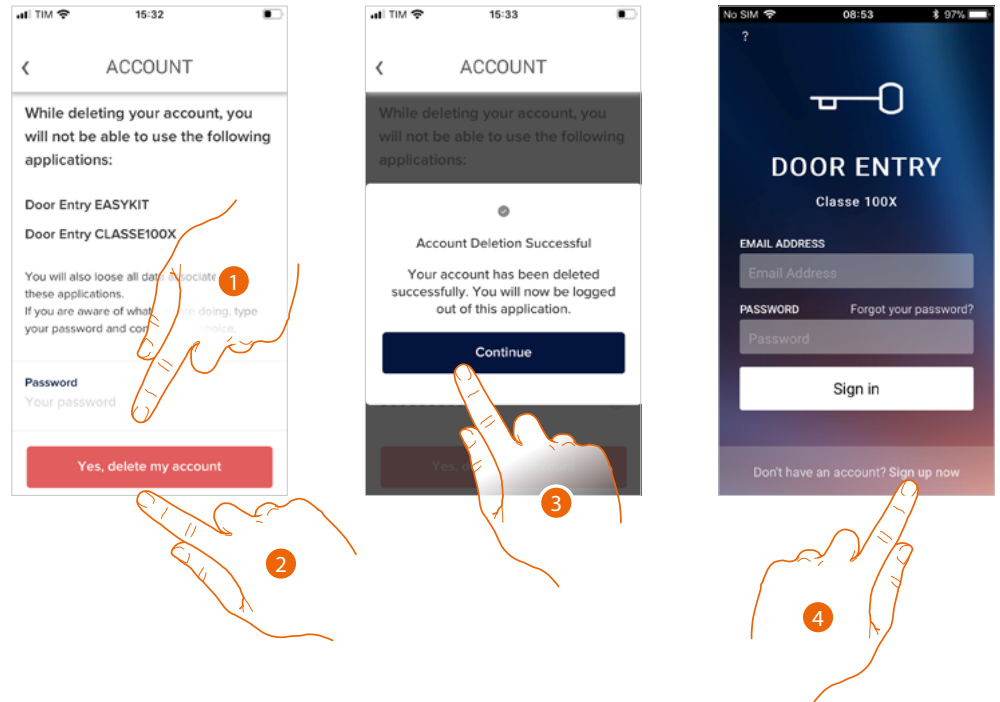 TIM 15:32
ACCOUNT
While deleting your account, you
will not be able to use the following
applications:
Door Entry EASYKIT
Door Entry CLASSE100X
You will also loose all data associate
these applications.
If you are aware of what re doing, type
your password and con choice.
Password
Your password
Yes, delete my account
1
2
TIM 15:33
ACCOUNT
While deleting your account, you
will not be able to use the following
applications:
Account Deletion Successful
Your account has been deleted
successfully. You will now be logged
out of this application.
Continue
Yes, d
3
No SIM 08:53 97%
?
DOOR ENTRY
Classe 100X
EMAIL ADDRESS
Email Address
PASSWORD Forgot your password?
Password
Sign in
Don't have an account? Sign up now
4